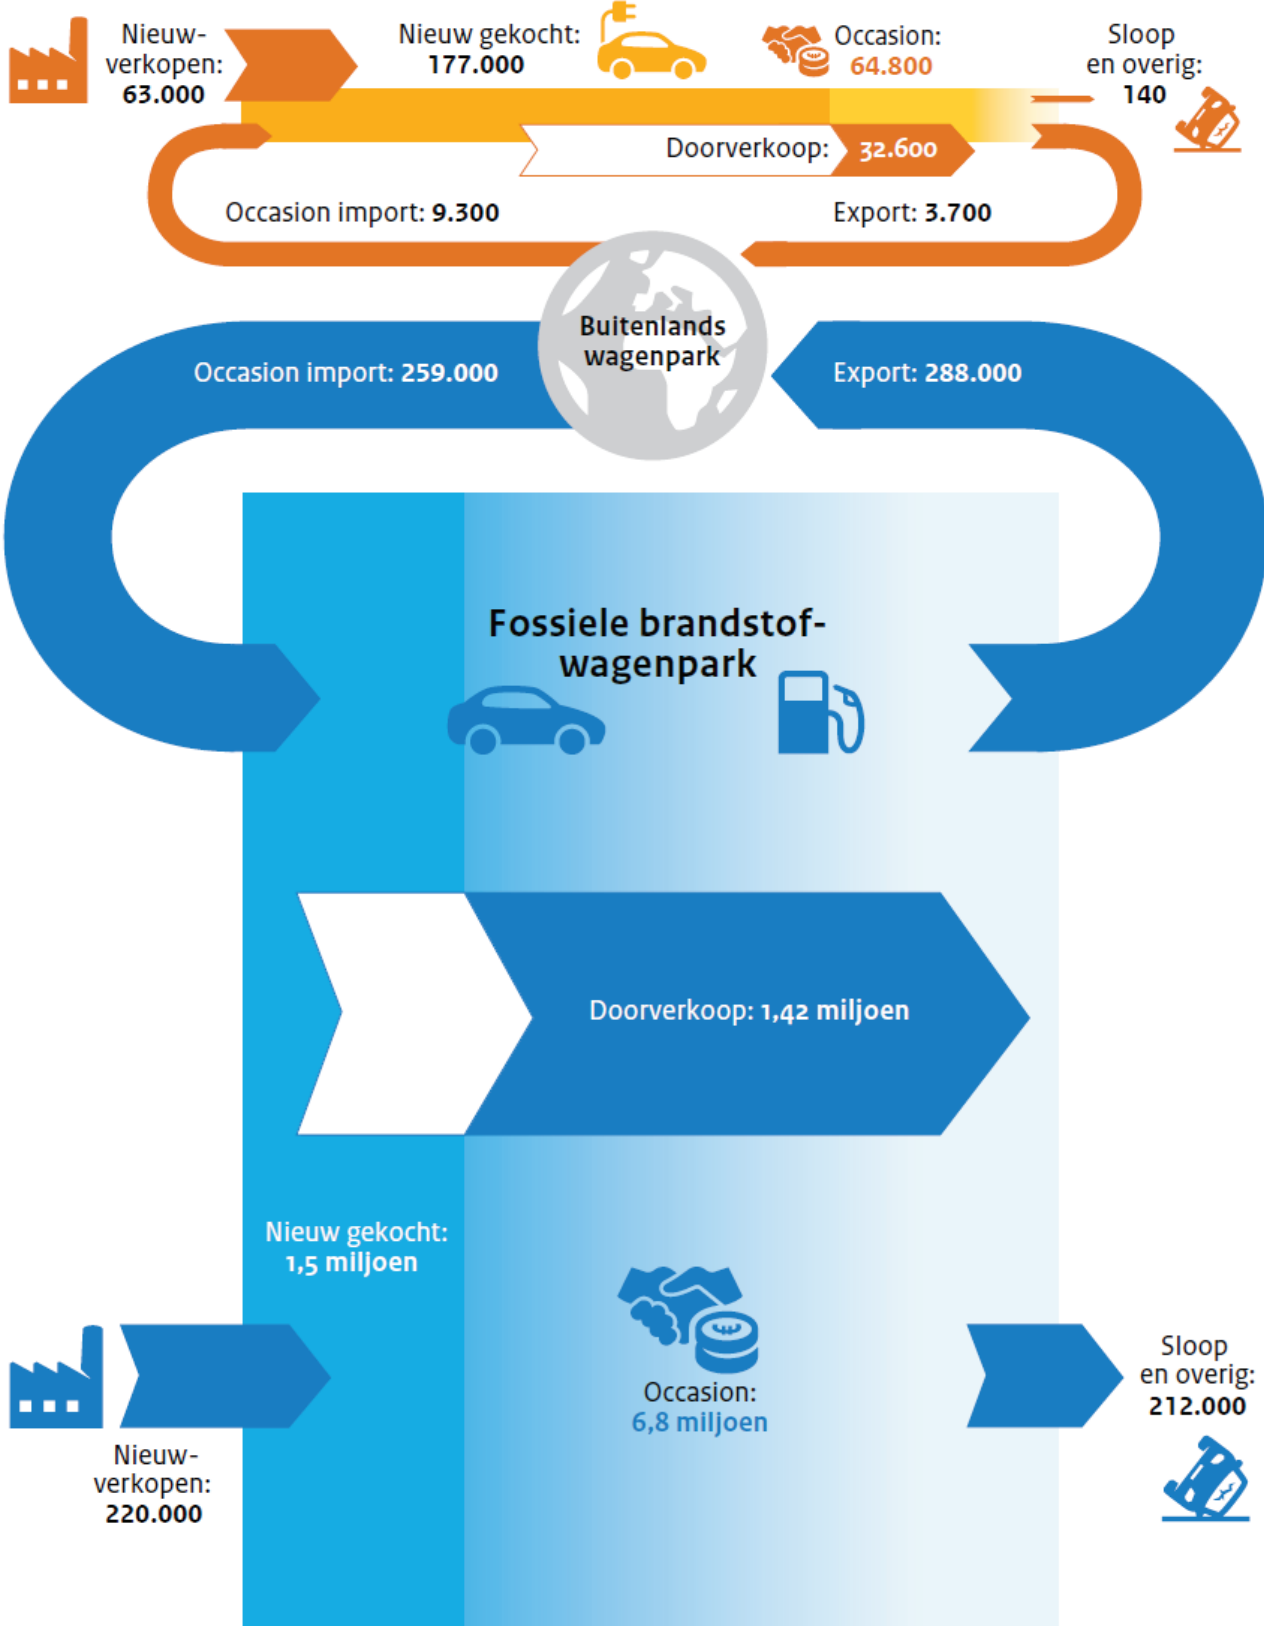 Nieuw-
verkopen:
63.000
Nieuw gekocht:
177.000
Occasion:
64.800
Sloop
en overig:
140
Doorverkoop: 32.600
Occasion import: 9.300
Export: 3.700
Buitenlands
wagenpark
Occasion import: 259.000
Export: 288.000
Fossiele brandstof-
wagenpark
Doorverkoop: 1,42 miljoen
Nieuw gekocht:
1,5 miljoen
Occasion:
6,8 miljoen
Sloop
en overig:
212.000
Nieuw-
verkopen:
220.000